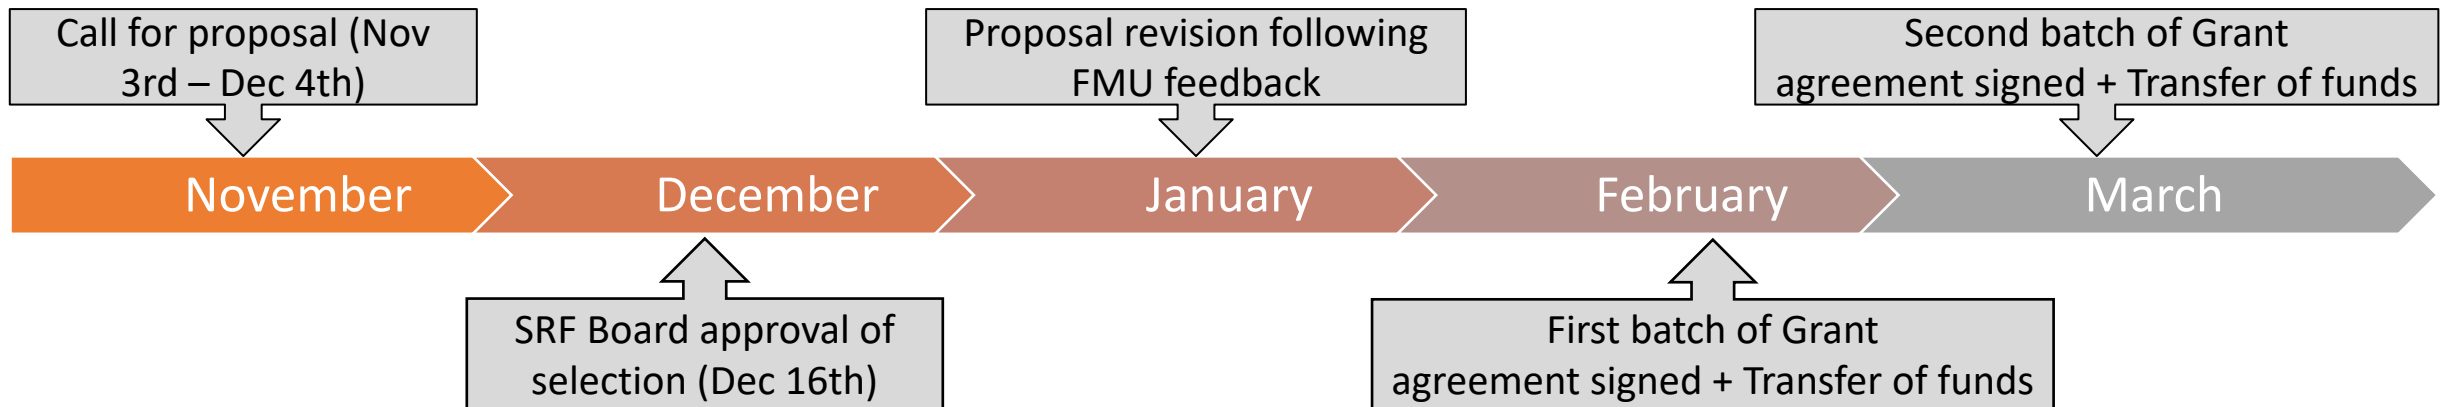 Call for proposal (Nov
3rd – Dec 4th)
Proposal revision following
FMU feedback
Second batch of Grant
agreement signed + Transfer of funds
November
December
January
February
March
SRF Board approval of
selection (Dec 16th)
First batch of Grant
agreement signed + Transfer of funds